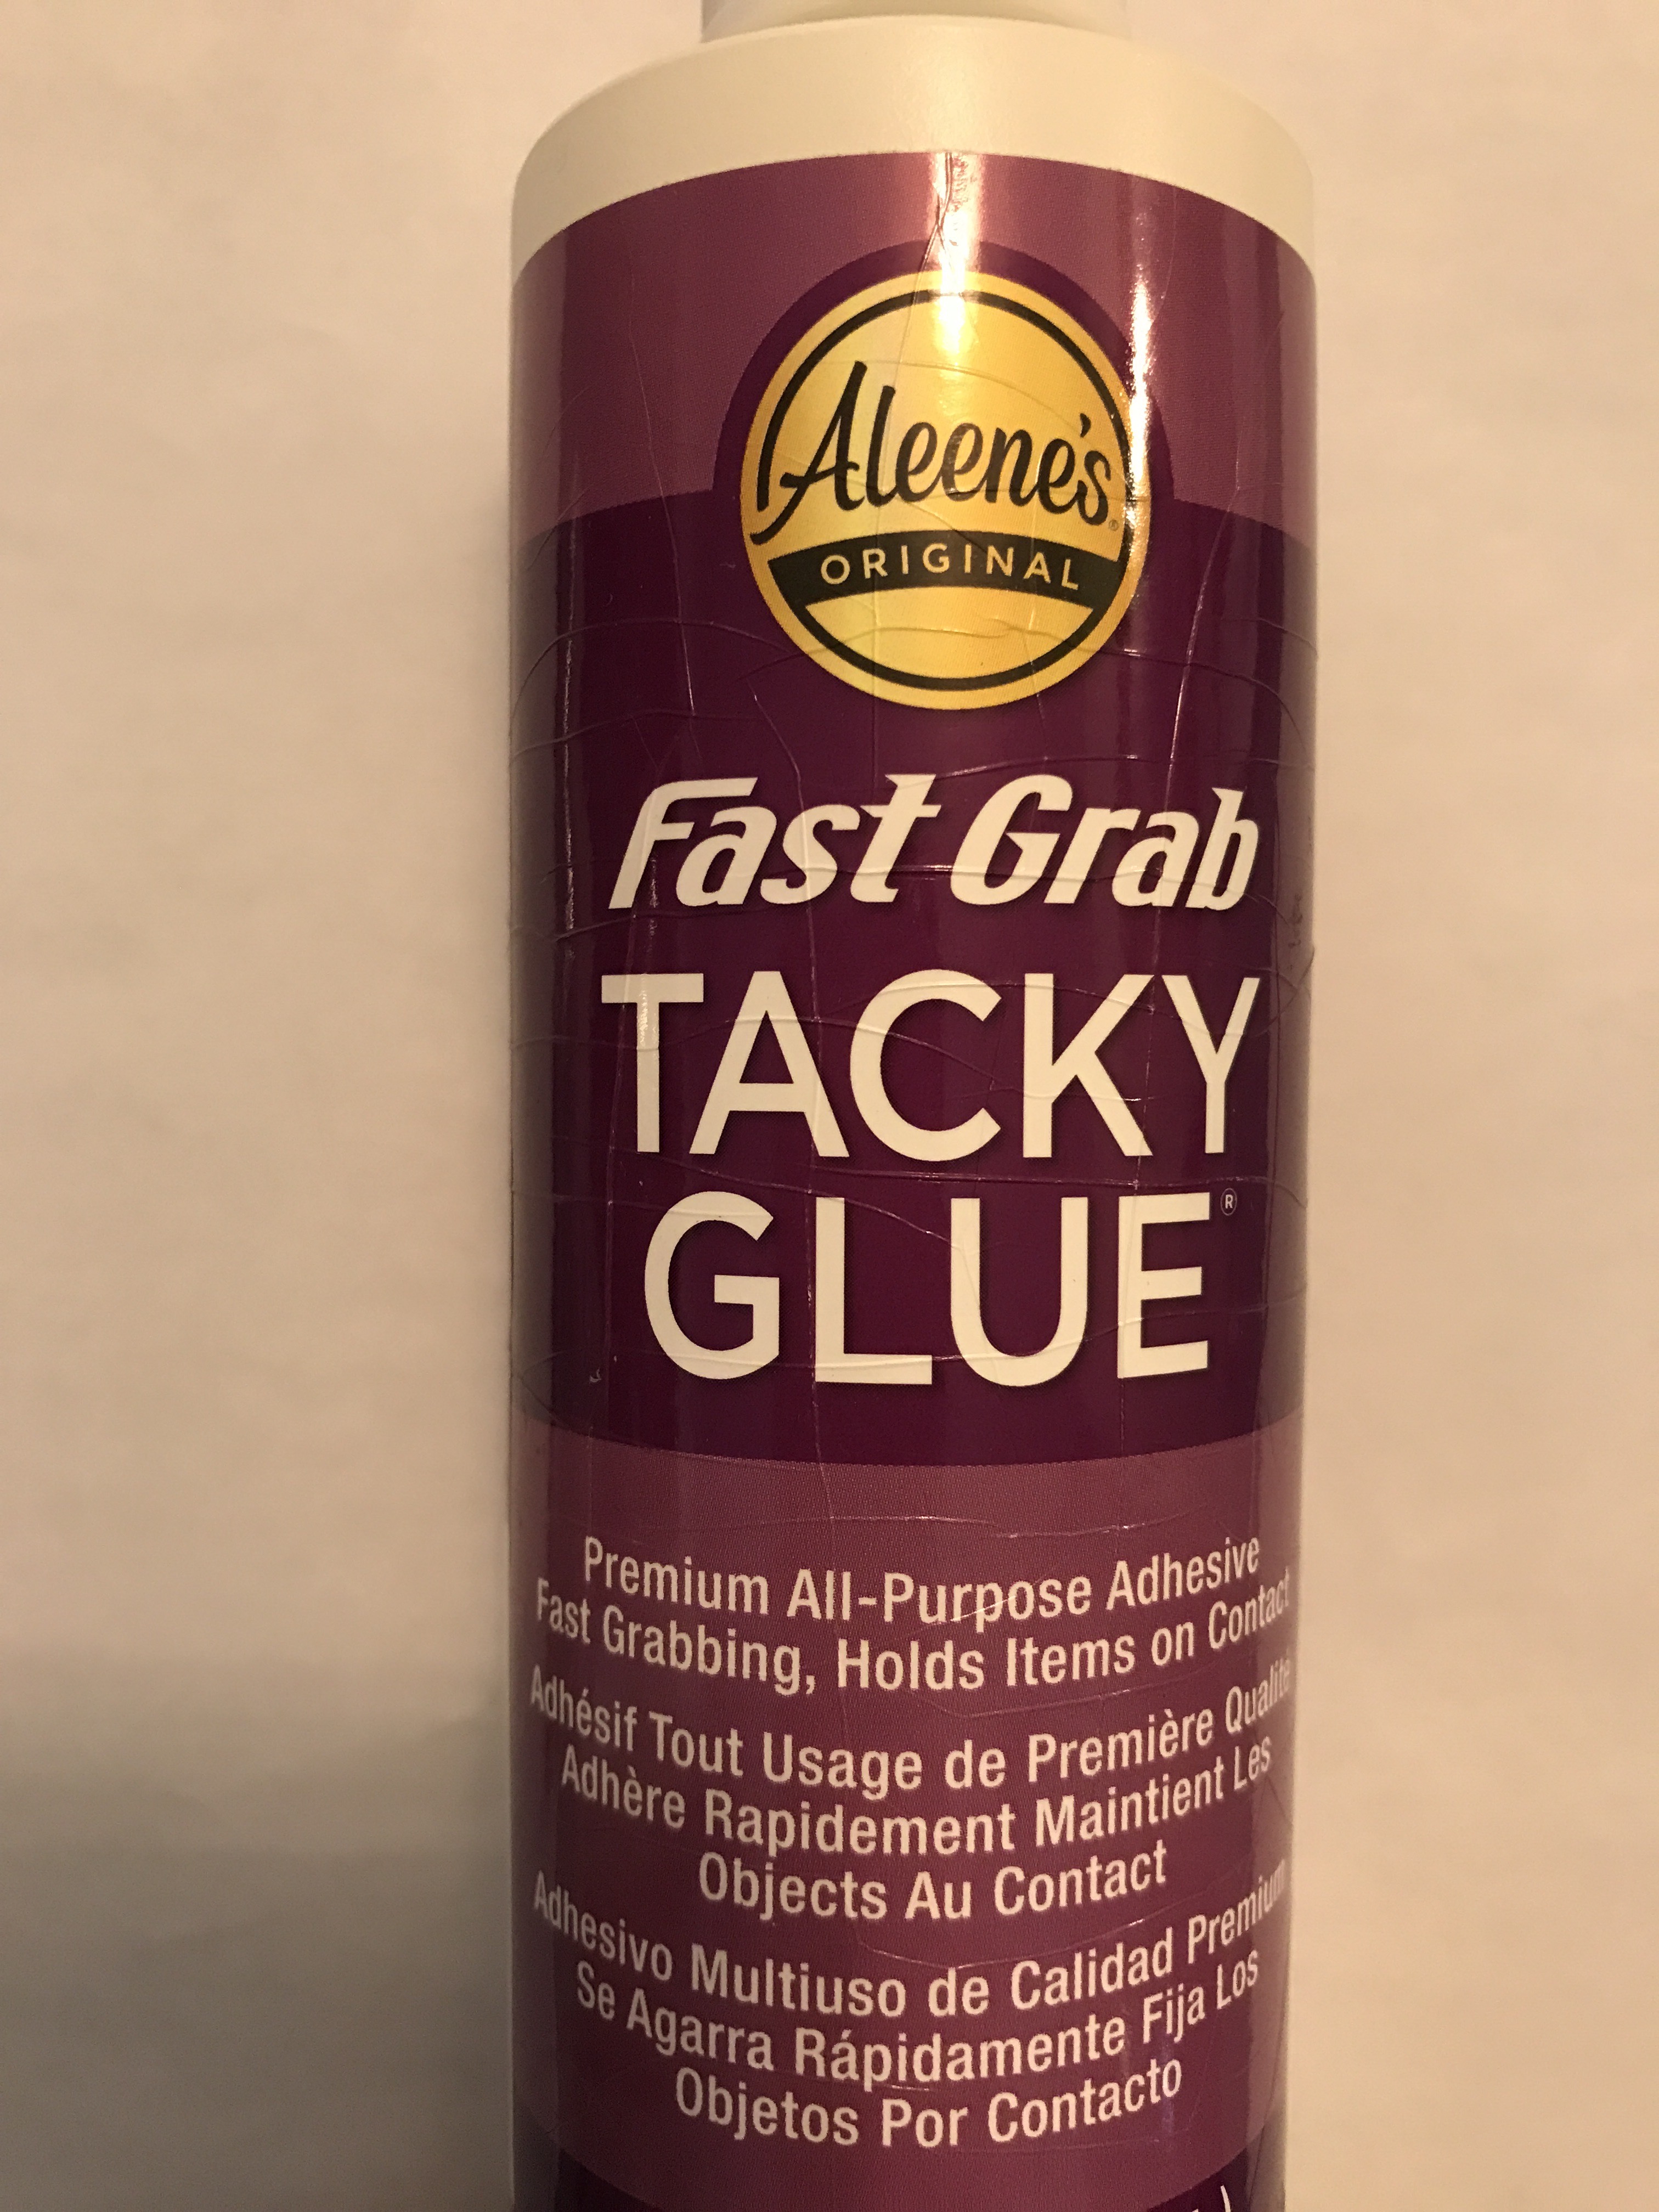 Aleene's®
ORIGINAL
Fast Grab
TACKY
GLUE®
Premium All-Purpose Adhesive
Fast Grabbing, Holds Items on Contact
Adhésif Tout Usage de Première Qualité
Adhère Rapidement Maintient Les
Objects Au Contact
Adhesivo Multiuso de Calidad Premium
Se Agarra Rápidamente Fija Los
Objetos Por Contacto